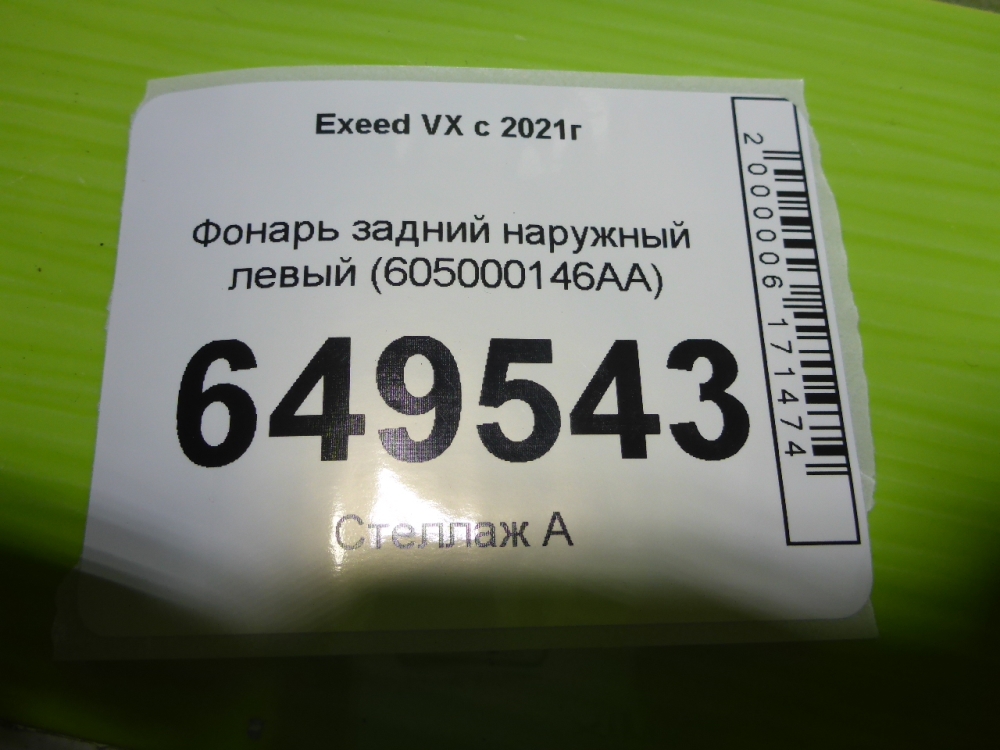 Exeed VX с 2021г
Фонарь задний наружный
левый (605000146AA)
649543
Стеллаж А
2000006171474